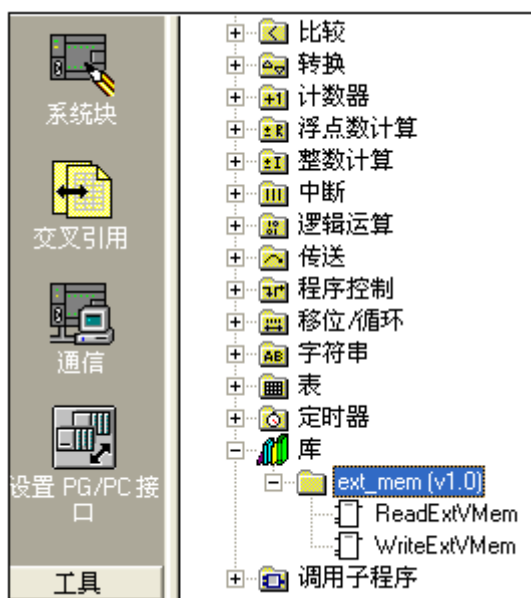 系统块
交叉引用
通信
设置 PG/PC 接
口
工具
比较
转换
计数器
浮点数计算
整数计算
中断
逻辑运算
传送
程序控制
移位/循环
字符串
表
定时器
库
ext_mem (v1.0)
ReadExtVMem
WriteExtVMem
调用子程序